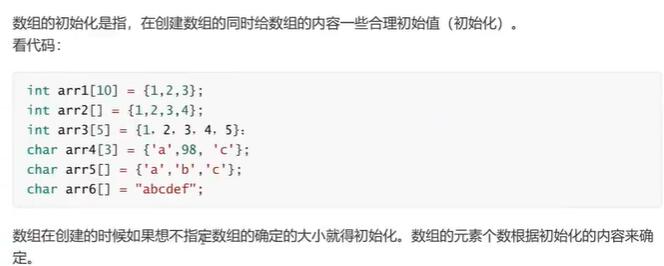 数组的初始化是指，在创建数组的同时给数组的内容一些合理初始值（初始化）。
看代码：
int arr1[10] = {1,2,3};
int arr2[] = {1,2,3,4};
int arr3[5] = {1，2，3，4，5}；
char arr4[3] = {'a',98, 'c'};
char arr5[] = {'a','b','c'};
char arr6[] = "abcdef";
数组在创建的时候如果想不指定数组的确定的大小就得初始化。数组的元素个数根据初始化的内容来确
定。